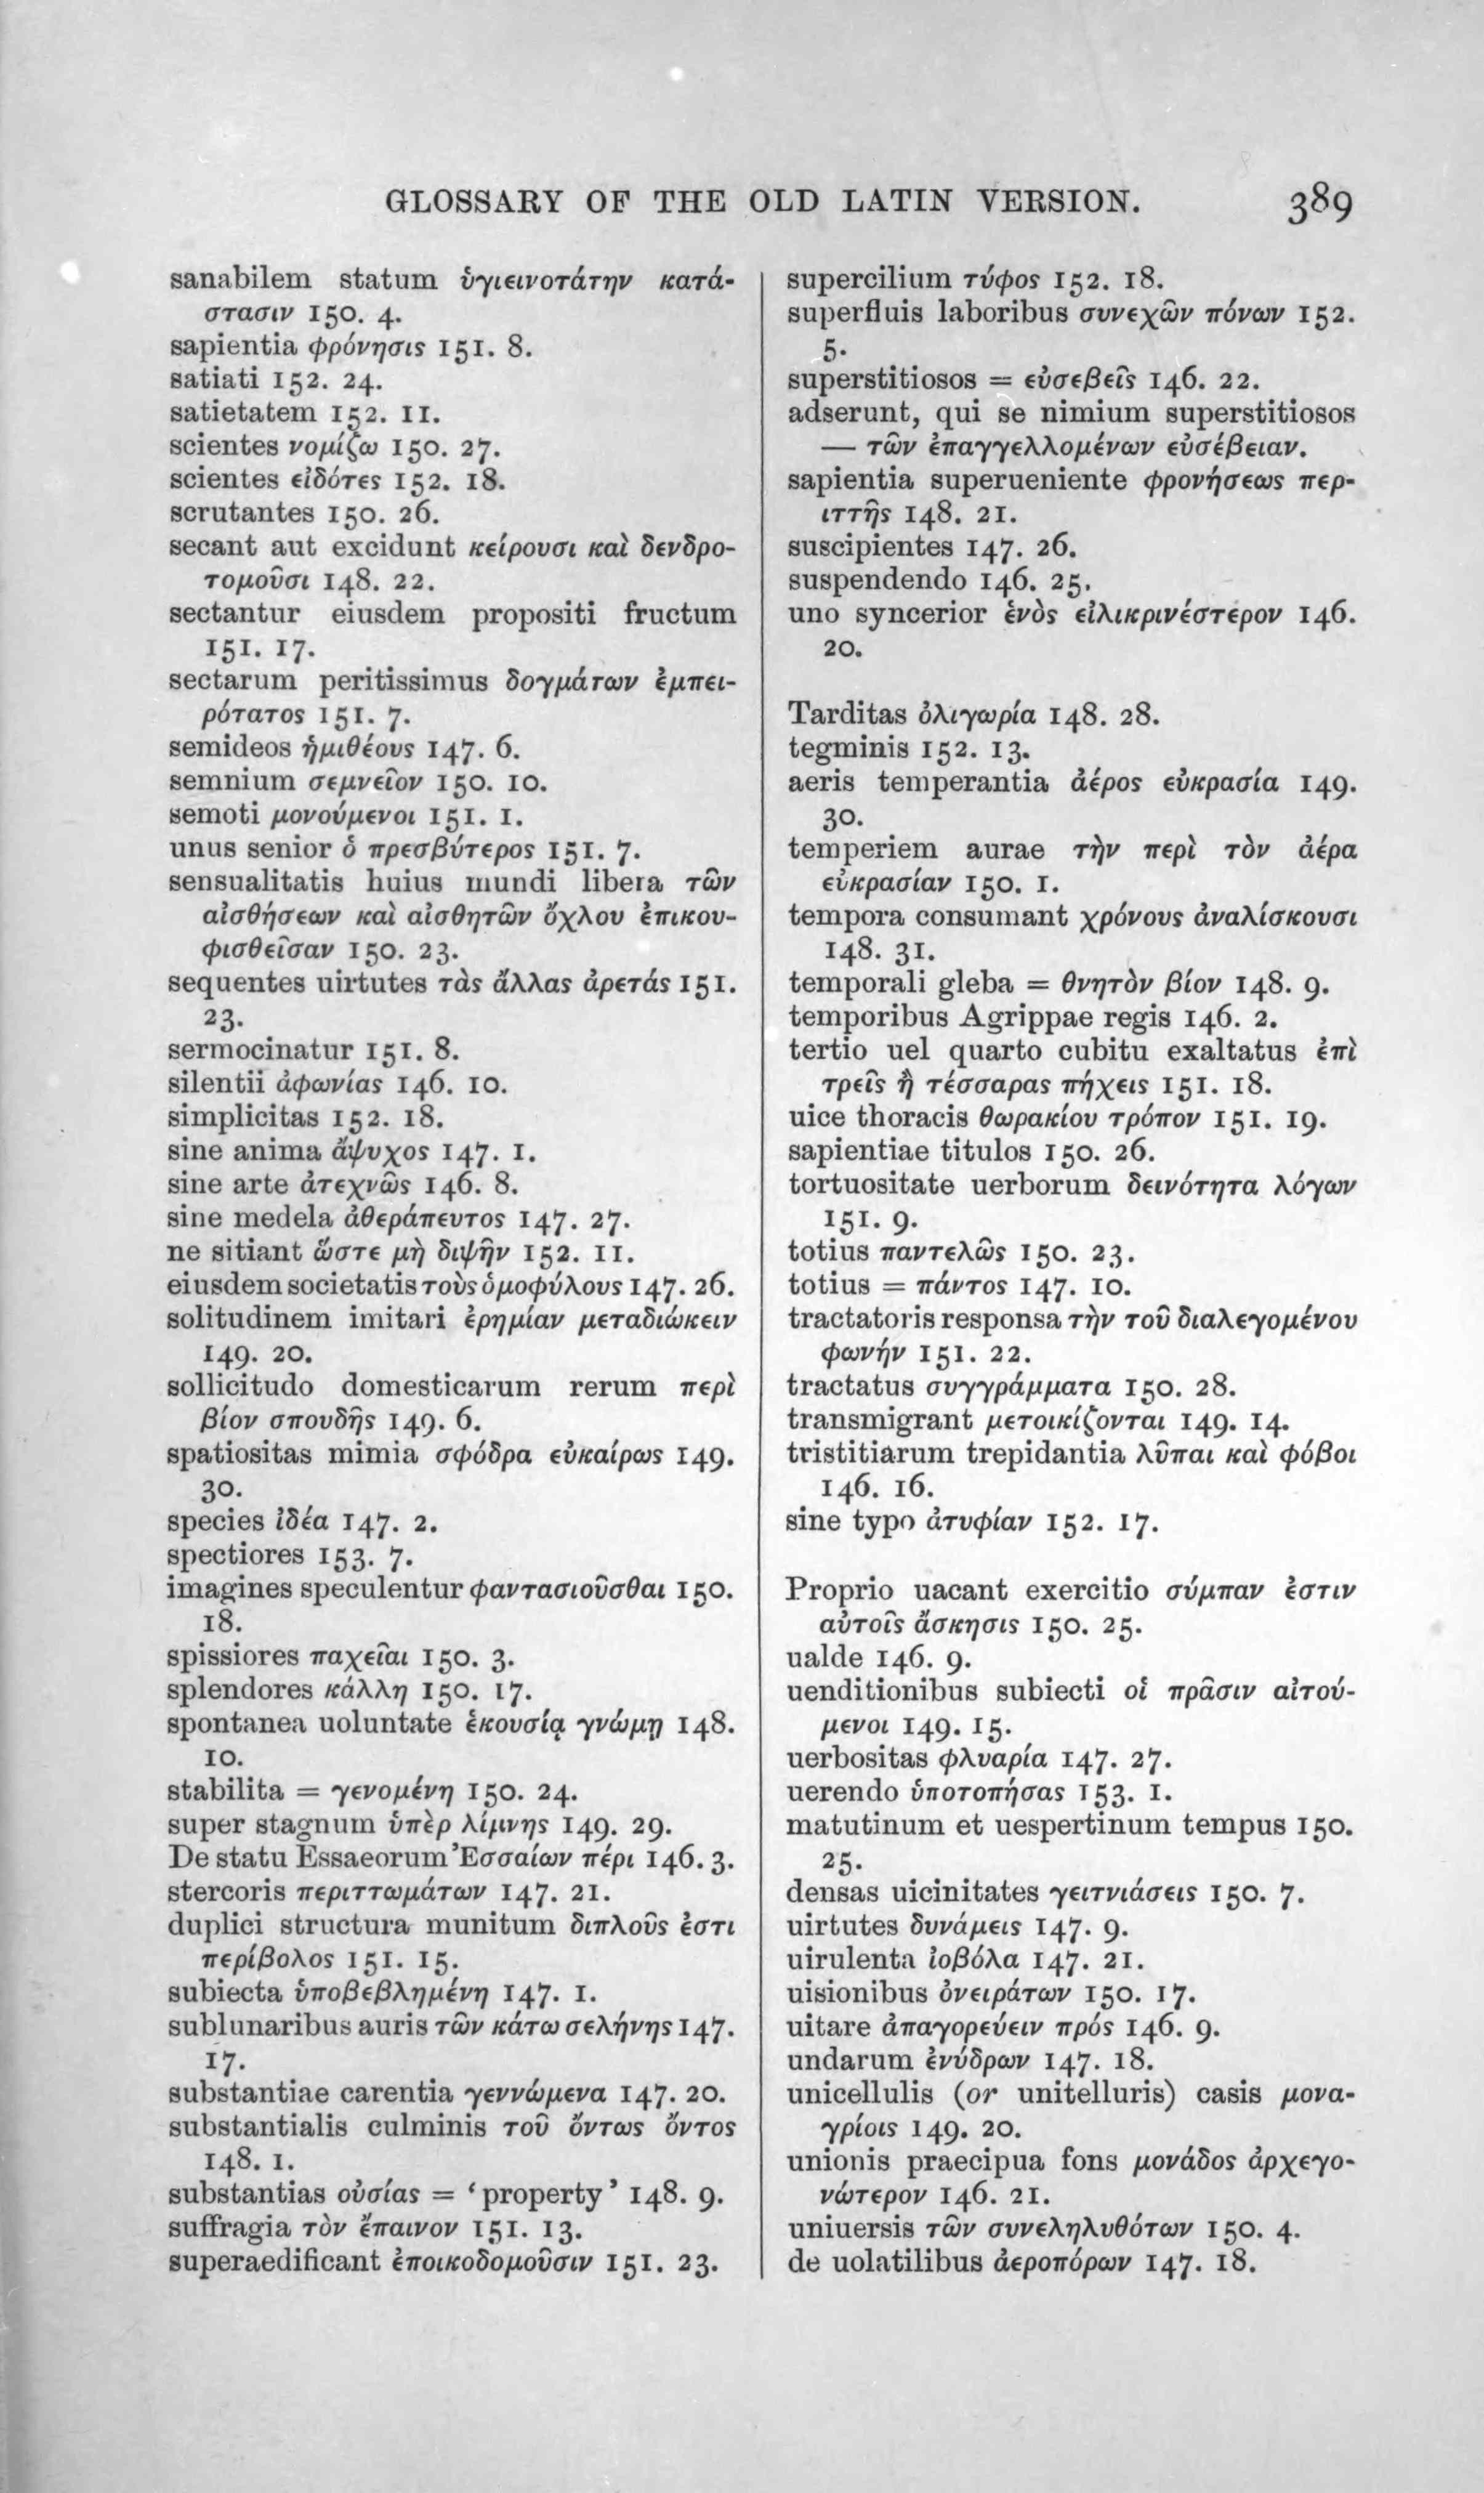 GLOSSARY OF THE OLD LATIN VERSION. 389
sanabilem statum ὑγιεινοτάτην κατά-
στασιν 150. 4.
sapientia φρόνησις 151. 8.
satiati 152. 24.
satietatem 152. 11.
scientes νομίζω 150. 27.
scientes εἰδότες 152. 18.
scrutantes 150. 26.
secant aut excidunt κείρουσι καὶ δενδρο-
τομοῦσι 148. 22.
sectantur eiusdem propositi fructum
151. 17.
sectarum peritissimus δογμάτων ἐμπει-
ρότατος 151. 7.
semideos ἡμιθέους 147. 6.
semnium σεμνεῖον 150. 10.
semoti μονούμενοι 151. 1.
unus senior ὁ πρεσβύτερος 151. 7.
sensualitatis huius mundi libera τῶν
αἰσθήσεων καὶ αἰσθητῶν ὄχλου ἐπικου-
φισθεῖσαν 150. 23.
sequentes uirtutes τὰς ἄλλας ἀρετάς 151.
23.
sermocinatur 151. 8.
silentii ἀφωνίας 146. 10.
simplicitas 152. 18.
sine anima ἄψυχος 147. 1.
sine arte ἀτεχνῶς 146. 8.
sine medela ἀθεράπευτος 147. 27.
ne sitiant ὥστε μὴ διψῆν 152. 11.
eiusdem societatis τοὺς ὁμοφύλους 147. 26.
solitudinem imitari ἐρημίαν μεταδιώκειν
149. 20.
sollicitudo domesticarum rerum περὶ
βίον σπουδῆς 149. 6.
spatiositas mimia σφόδρα εὐκαίρως 149.
30.
species ἰδέα 147. 2.
spectiores 153. 7.
imagines speculentur φαντασιοῦσθαι 150.
18.
spissiores παχεῖαι 150. 3.
splendores κάλλη 150. 17.
spontanea uoluntate ἑκουσίᾳ γνώμῃ 148.
10.
stabilita = γενομένη 150. 24.
super stagnum ὑπὲρ λίμνης 149. 29.
De statu Essaeorum Ἐσσαίων πέρι 146. 3.
stercoris περιττωμάτων 147. 21.
duplici structura munitum διπλοῦς ἐστι
περίβολος 151. 15.
subiecta ὑποβεβλημένη 147. 1.
sublunaribus auris τῶν κάτω σελήνης 147.
17.
substantiae carentia γεννώμενα 147. 20.
substantialis culminis τοῦ ὄντως ὄντος
148. 1.
substantias οὐσίας = ‘property’ 148. 9.
suffragia τὸν ἔπαινον 151. 13.
superaedificant ἐποικοδομοῦσιν 151. 23.
supercilium τύφος 152. 18.
superfluis laboribus συνεχῶν πόνων 152.
5.
superstitiosos = εὐσεβεῖς 146. 22.
adserunt, qui se nimium superstitiosos
— τῶν ἐπαγγελλομένων εὐσέβειαν.
sapientia superueniente φρονήσεως περ-
ιττῆς 148. 21.
suscipientes 147. 26.
suspendendo 146. 25.
uno syncerior ἑνὸς εἰλικρινέστερον 146.
20.
Tarditas ὀλιγωρία 148. 28.
tegminis 152. 13.
aeris temperantia ἀέρος εὐκρασία 149.
30.
temperiem aurae τὴν περὶ τὸν ἀέρα
εὐκρασίαν 150. 1.
tempora consumant χρόνους ἀναλίσκουσι
148. 31.
temporali gleba = θνητὸν βίον 148. 9.
temporibus Agrippae regis 146. 2.
tertio uel quarto cubitu exaltatus ἐπὶ
τρεῖς ἢ τέσσαρας πήχεις 151. 18.
uice thoracis θωρακίου τρόπον 151. 19.
sapientiae titulos 150. 26.
tortuositate uerborum δεινότητα λόγων
151. 9.
totius παντελῶς 150. 23.
totius = πάντος 147. 10.
tractatoris responsa τὴν τοῦ διαλεγομένου
φωνήν 151. 22.
tractatus συγγράμματα 150. 28.
transmigrant μετοικίζονται 149. 14.
tristitiarum trepidantia λῦπαι καὶ φόβοι
146. 16.
sine typo ἀτυφίαν 152. 17.
Proprio uacant exercitio σύμπαν ἐστιν
αὐτοῖς ἄσκησις 150. 25.
ualde 146. 9.
uenditionibus subiecti οἱ πρᾶσιν αἰτού-
μενοι 149. 15.
uerbositas φλυαρία 147. 27.
uerendo ὑποτοπήσας 153. 1.
matutinum et uespertinum tempus 150.
25.
densas uicinitates γειτνιάσεις 150. 7.
uirtutes δυνάμεις 147. 9.
uirulenta ἰοβόλα 147. 21.
uisionibus ὀνειράτων 150. 17.
uitare ἀπαγορεύειν πρός 146. 9.
undarum ἐνύδρων 147. 18.
unicellulis (or unitelluris) casis μονα-
γρίοις 149. 20.
unionis praecipua fons μονάδος ἀρχεγο-
νώτερον 146. 21.
uniuersis τῶν συνεληλυθότων 150. 4.
de uolatilibus ἀεροπόρων 147. 18.